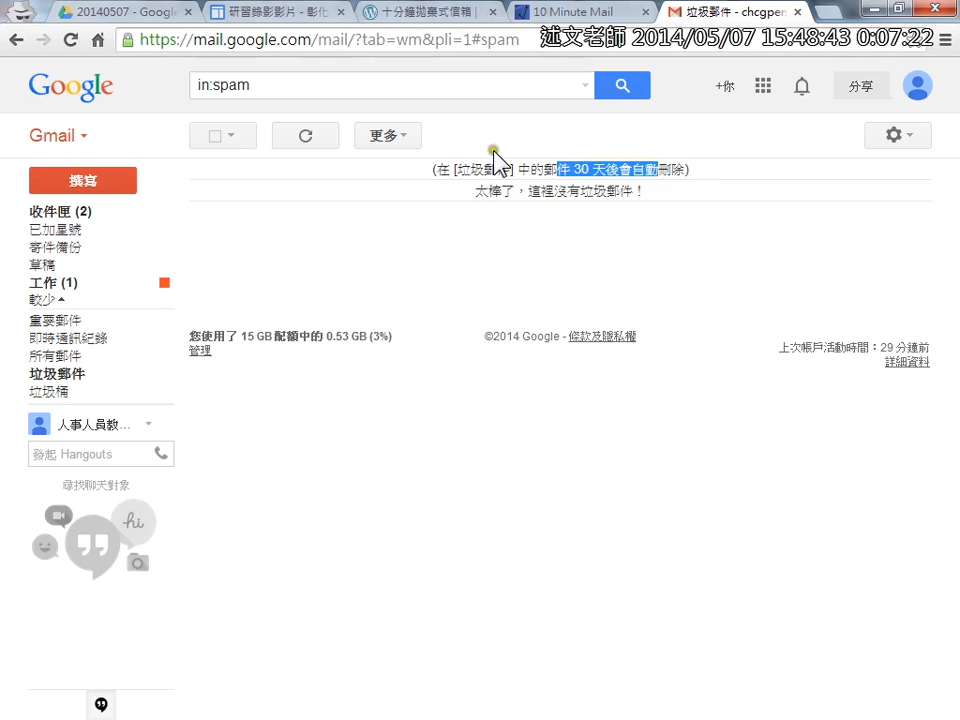 20140507 - Googl
研習錄影影片 - 彰化
十分鐘拋棄式信箱 |
10 Minute Mail
垃圾郵件 - chcgper
https://mail.google.com/mail/?tab=wm&pli=1#spam
述文老師 2014/05/07 15:48:43 0:07:22
Google
in:spam
+你
分享
Gmail
更多
撰寫
(在 [垃圾郵件] 中的郵件 30 天後會自動刪除)
太棒了，這裡沒有垃圾郵件！
收件匣 (2)
已加星號
寄件備份
草稿
工作 (1)
較少
重要郵件
即時通訊紀錄
所有郵件
垃圾郵件
垃圾桶
您使用了 15 GB 配額中的 0.53 GB (3%)
管理
©2014 Google - 條款及隱私權
上次帳戶活動時間：29 分鐘前
詳細資料
人事人員教...
發起 Hangouts
尋找聊天對象
hi